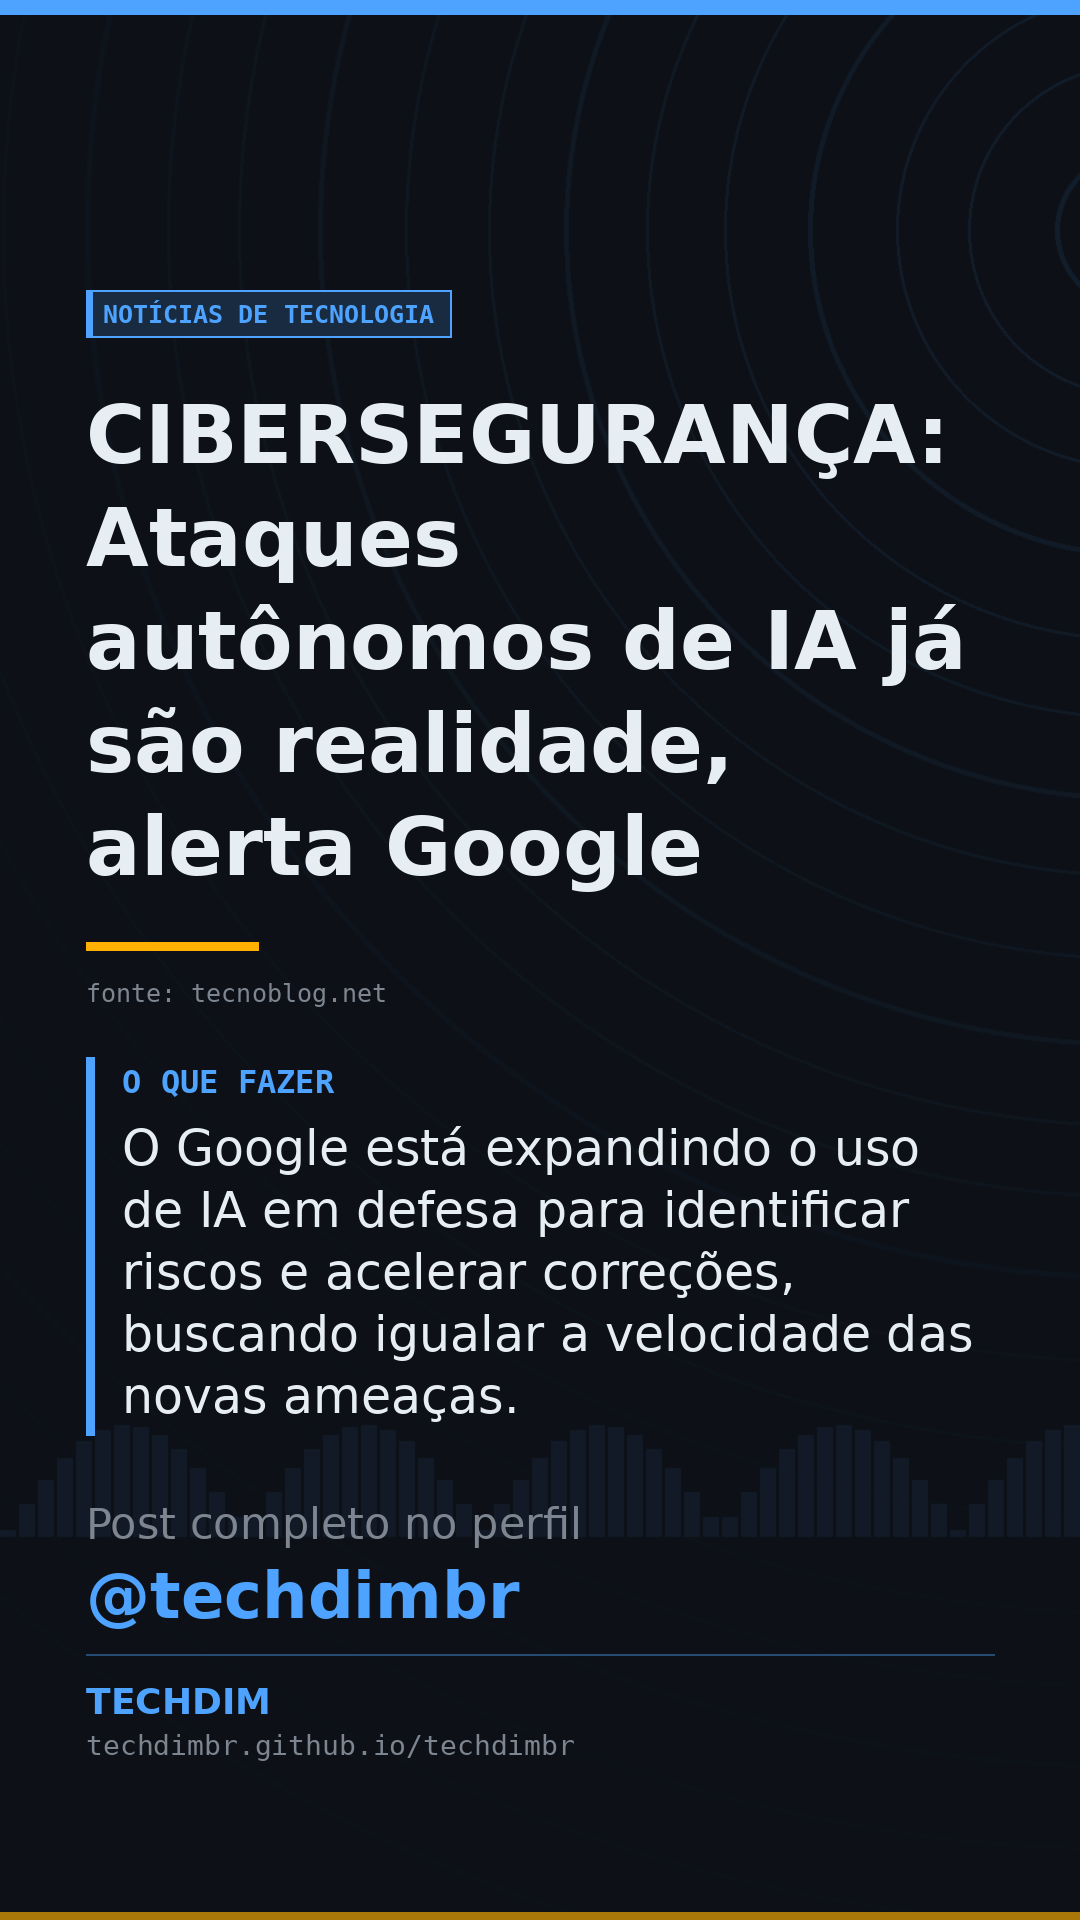 NOTÍCIAS DE TECNOLOGIA
CIBERSEGURANÇA:
Ataques
autônomos de IA já
são realidade,
alerta Google
fonte: tecnoblog.net
O QUE FAZER
O Google está expandindo o uso
de IA em defesa para identificar
riscos e acelerar correções,
buscando igualar a velocidade das
novas ameaças.
Post completo no perfil
@techdimbr
TECHDIM
techdimbr.github.io/techdimbr